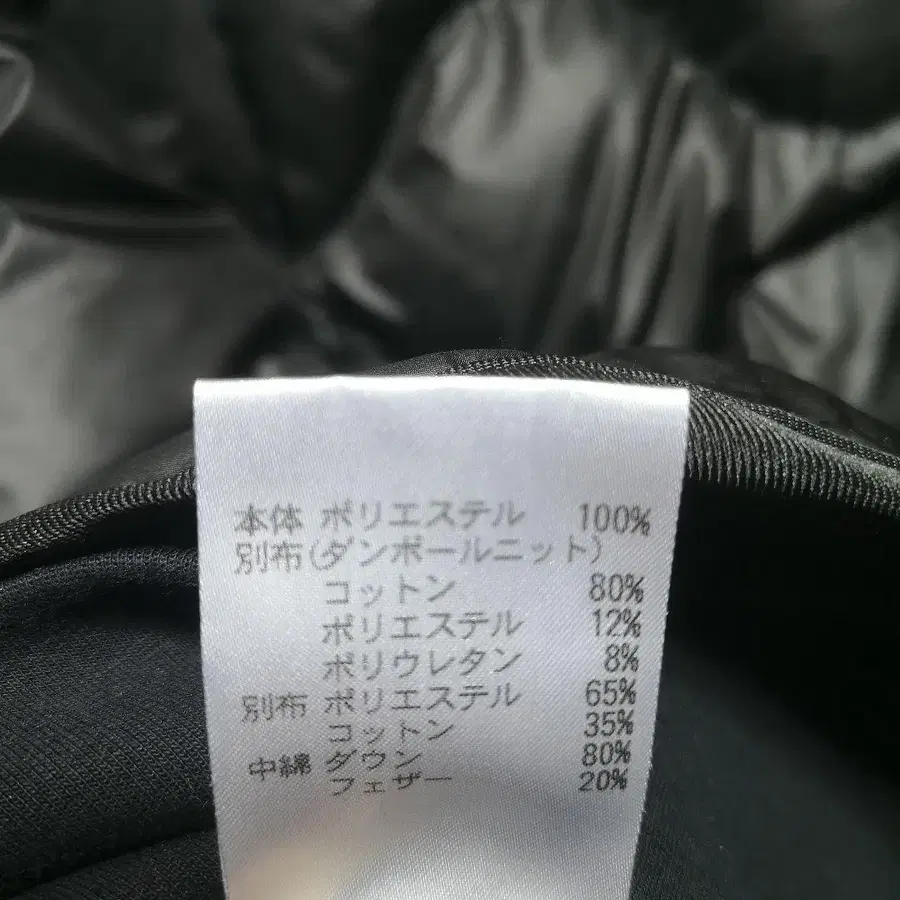 本体 ポリエステル 100%
別布(ダンボールニット)
コットン 80%
ポリエステル 12%
ポリウレタン 8%
別布 ポリエステル 65%
コットン 35%
中綿 ダウン 80%
フェザー 20%